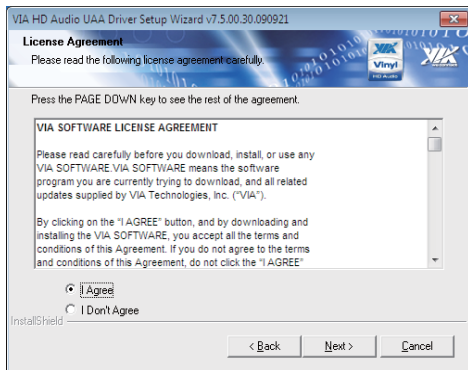 VIA HD Audio UAA Driver Setup Wizard v7.5.00.30.090921
License Agreement
Please read the following license agreement carefully.
VIA
Vinyl
HD Audio
VIA
Press the PAGE DOWN key to see the rest of the agreement.
VIA SOFTWARE LICENSE AGREEMENT
Please read carefully before you download, install, or use any
VIA SOFTWARE.VIA SOFTWARE means the software
program you are currently trying to download, and all related
updates supplied by VIA Technologies, Inc. ("VIA").
By clicking on the "I AGREE" button, and by downloading and
installing the VIA SOFTWARE, you accept all the terms and
conditions of this Agreement. If you do not agree to the terms
and conditions of this Agreement, do not click the "I AGREE"
I Agree
I Don't Agree
InstallShield
< Back
Next >
Cancel